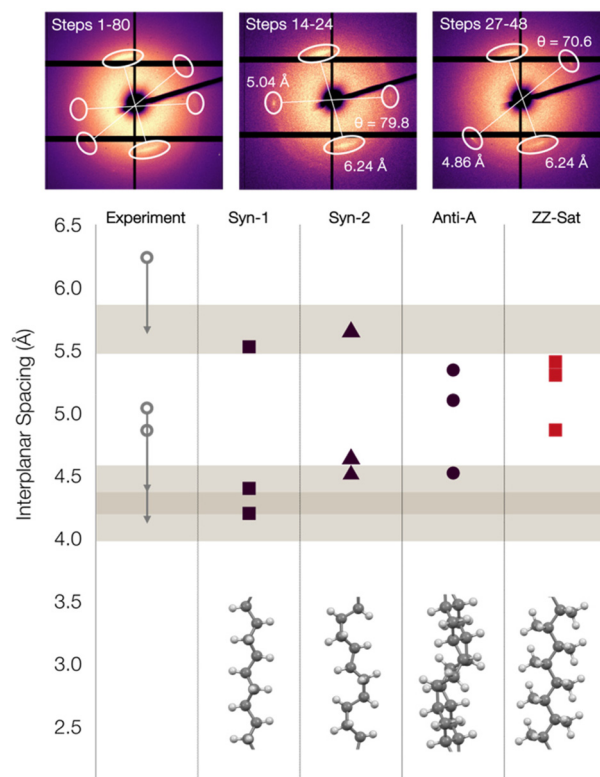 Steps 1-80
Steps 14-24
5.04 Å
θ = 79.8
6.24 Å
Steps 27-48
θ = 70.6
4.86 Å
6.24 Å
Experiment
Syn-1
Syn-2
Anti-A
ZZ-Sat
Interplanar Spacing (Å)
6.5
6.0
5.5
5.0
4.5
4.0
3.5
3.0
2.5